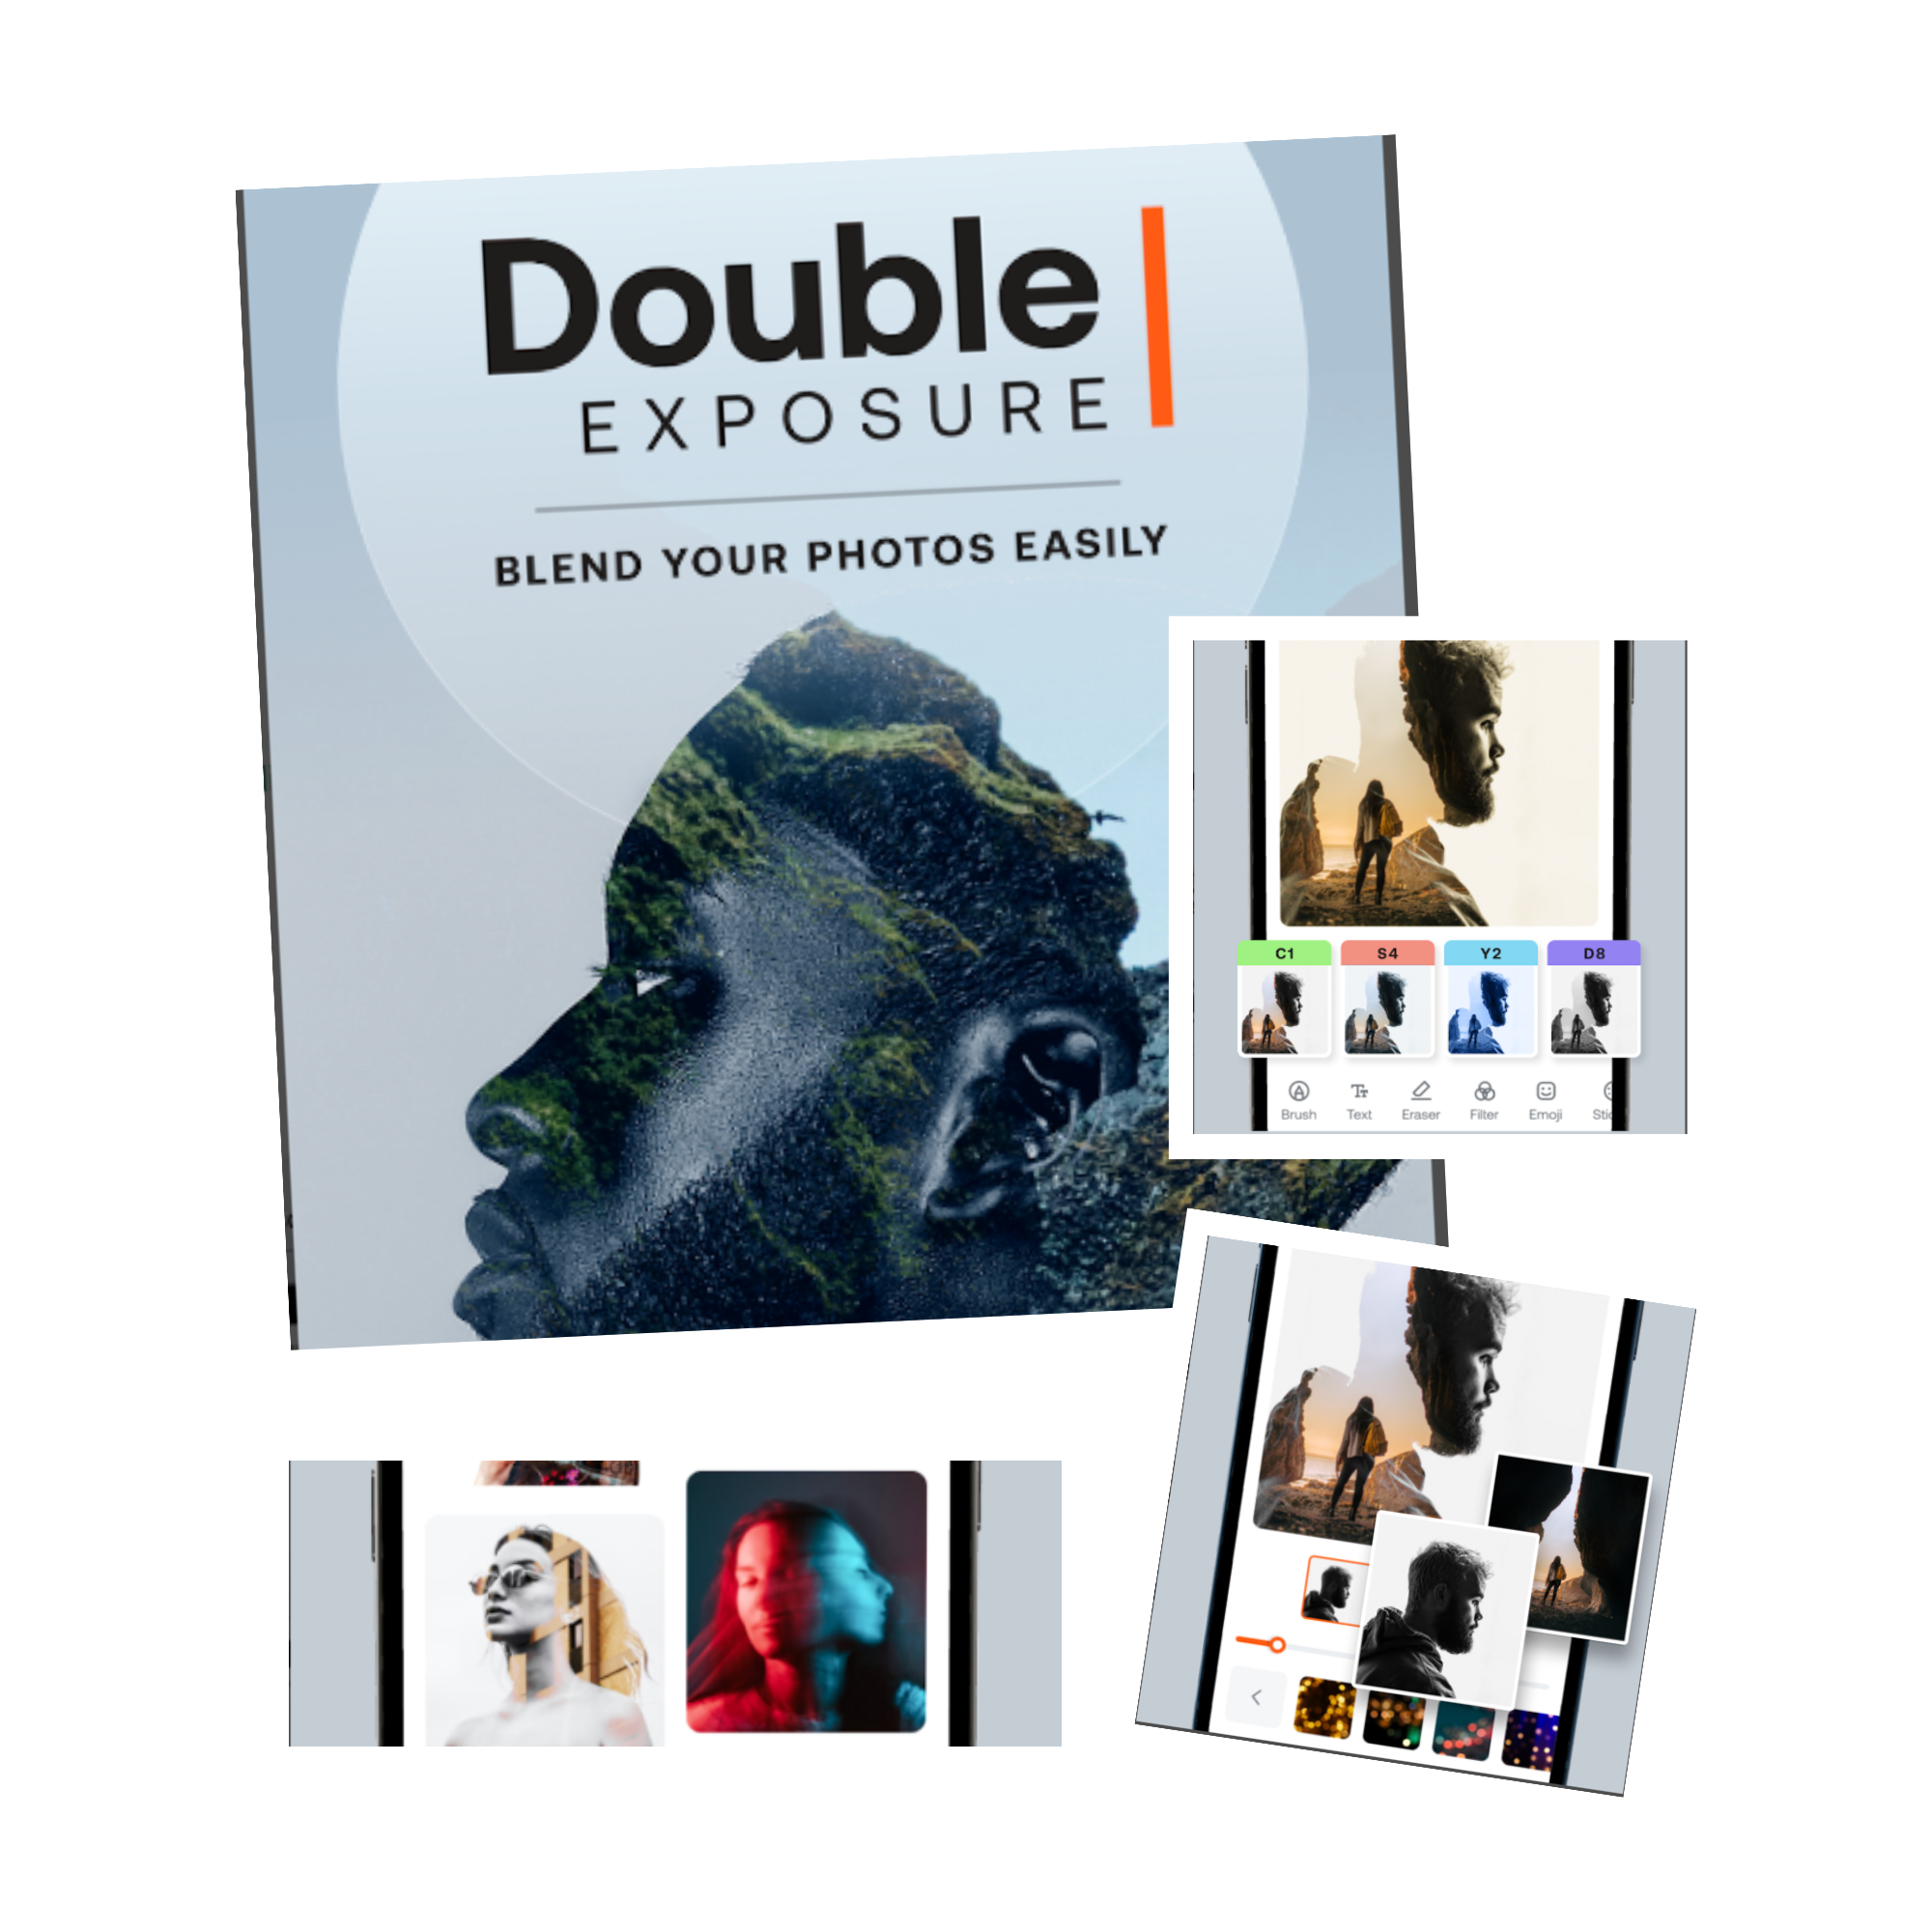 Double
EXPOSURE
BLEND YOUR PHOTOS EASILY
C1 S4 Y2 D8
Brush Text Eraser Filter Emoji